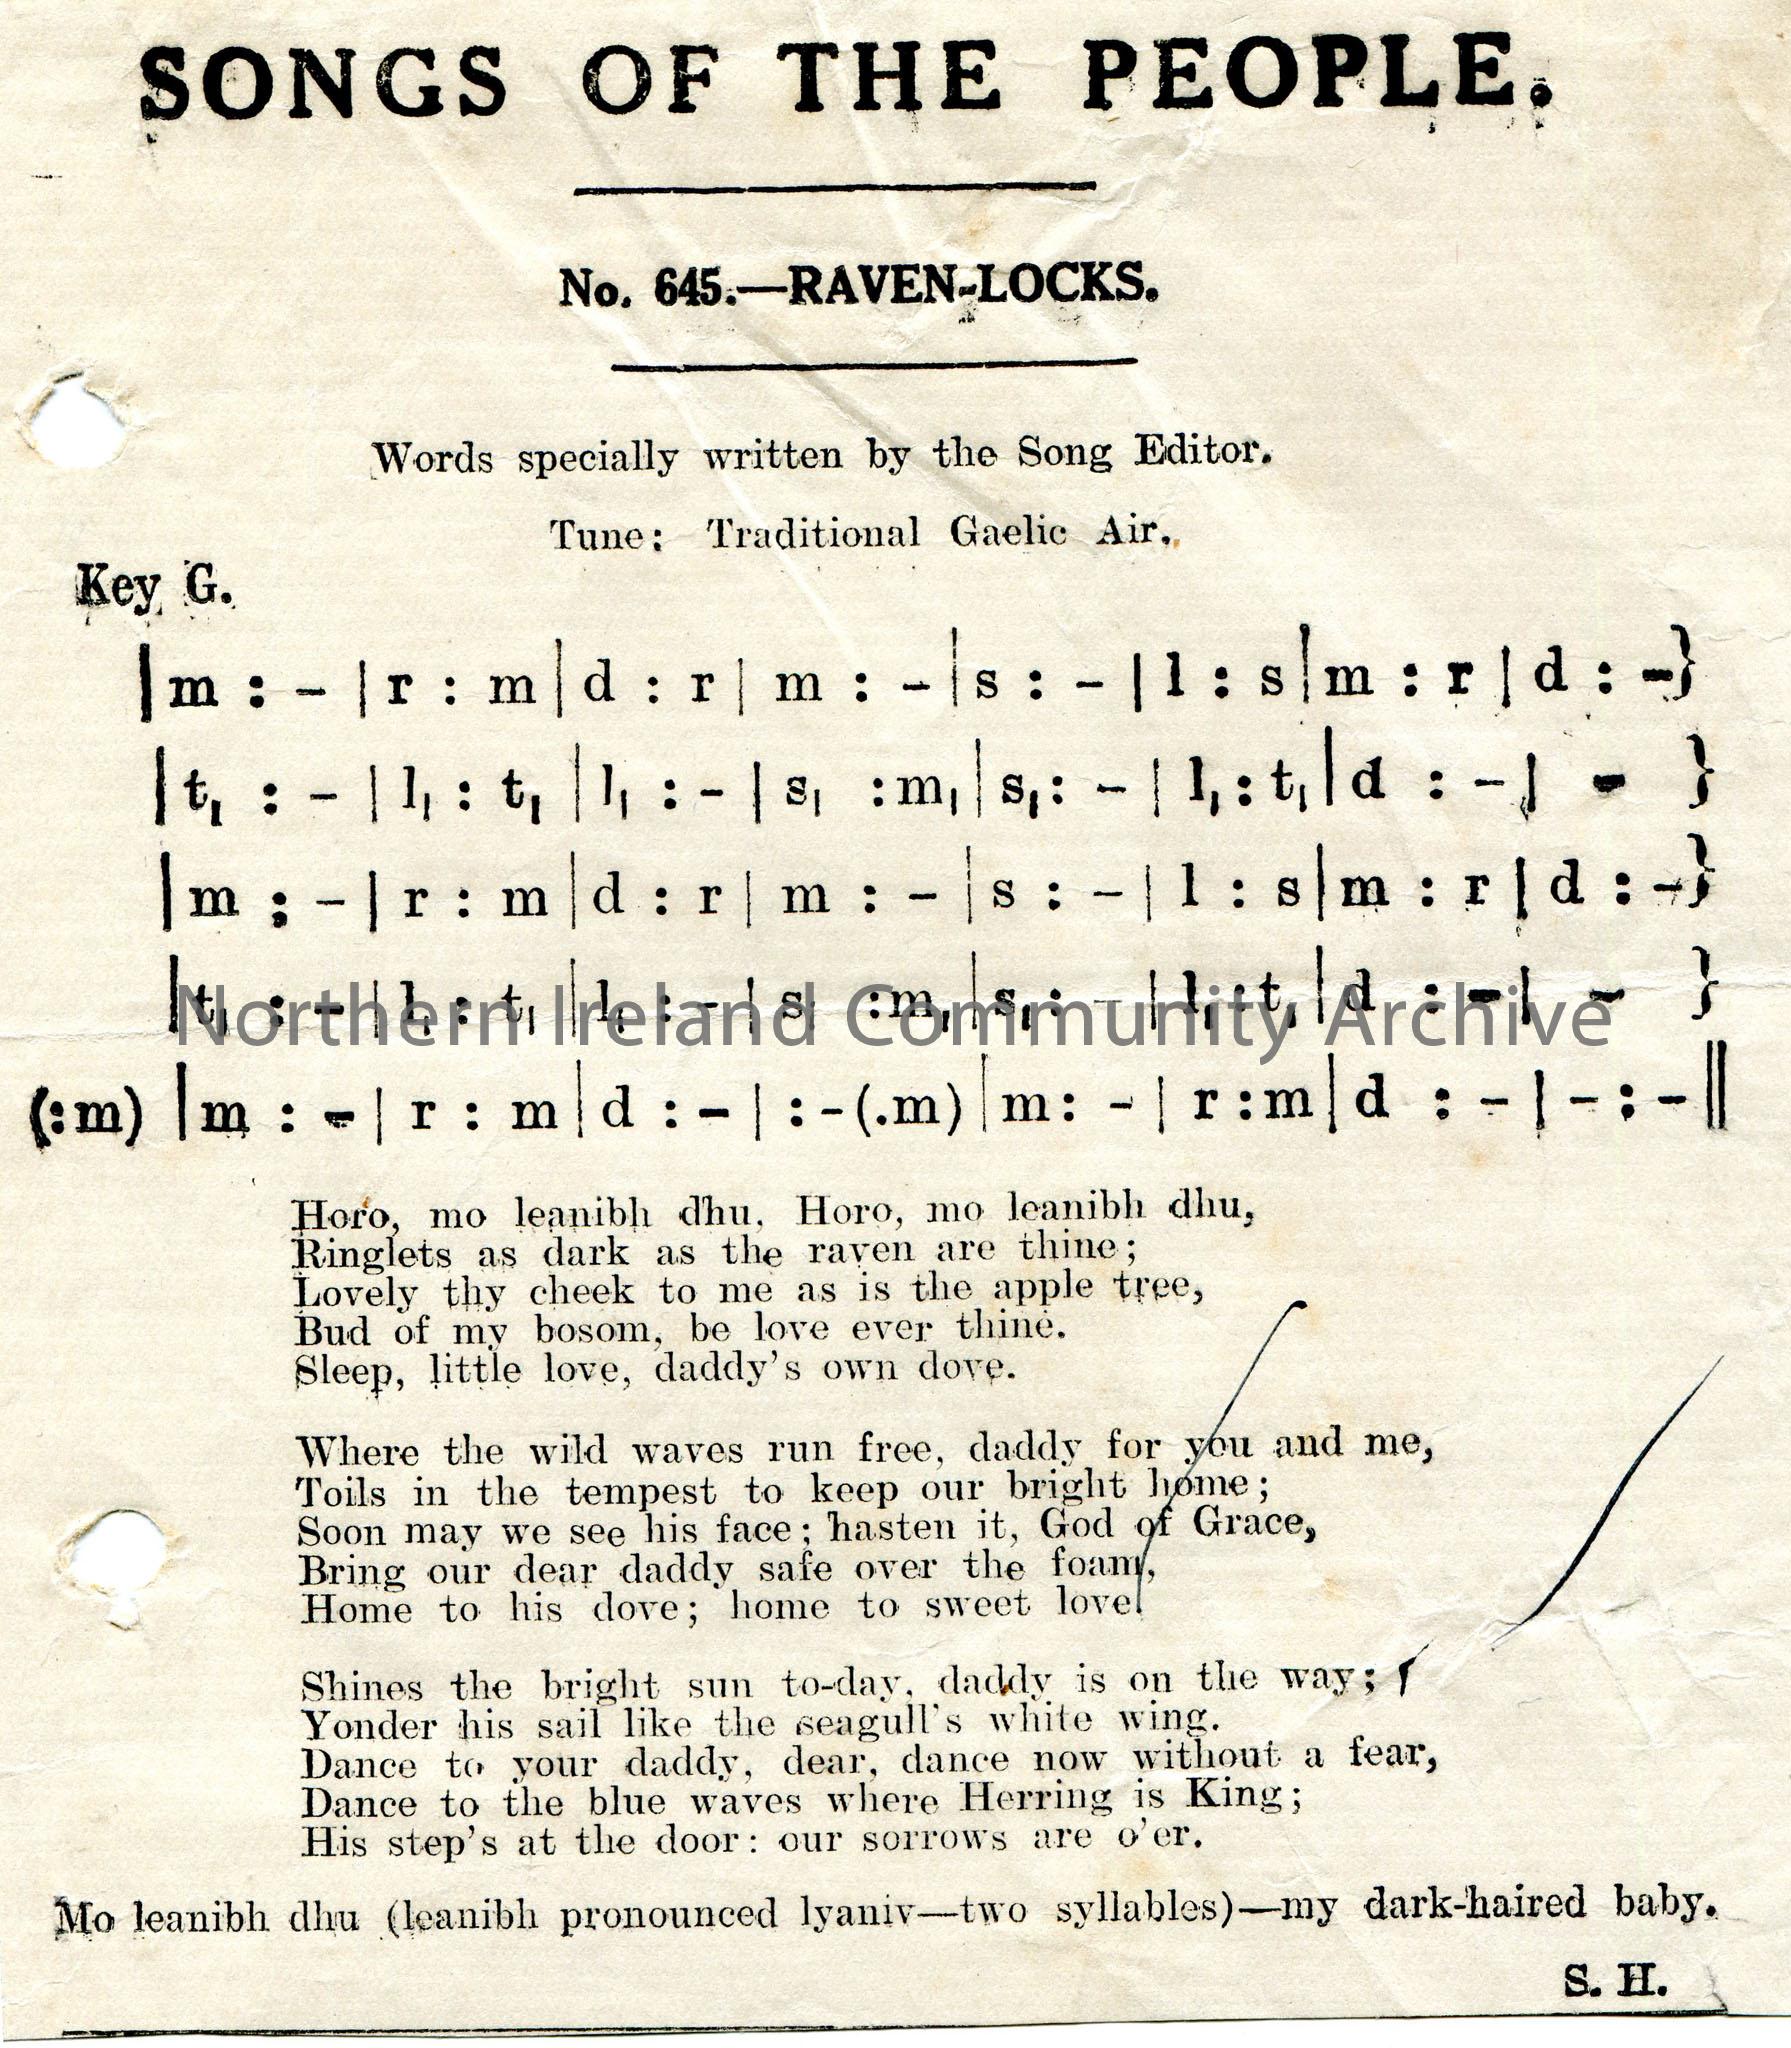 SONGS OF THE PEOPLE.
No. 645.—RAVEN-LOCKS.
Words specially written by the Song Editor.
Tune: Traditional Gaelic Air.
Key G.
|m : – | r : m | d : r | m : – | s : – | l : s | m : r | d : –}
| t₁ : – | l₁ : t₁ | l₁ : – | s₁ : m₁ | s₁ : – | l₁ : t₁ | d : – | – }
| m : – | r : m | d : r | m : – | s : – | l : s | m : r | d : –}
| t₁ : – | l₁ : t₁ | l₁ : – | s₁ : m₁ | s₁ : – | l₁ : t₁ | d : – | – }
Northern Ireland Community Archive
(:m) | m : – | r : m | d : – | : –(.m) | m : – | r : m | d : – | – : – ||
Horo, mo leanibh dhu, Horo, mo leanibh dhu,
Ringlets as dark as the raven are thine;
Lovely thy cheek to me as is the apple tree,
Bud of my bosom, be love ever thine.
Sleep, little love, daddy's own dove.
Where the wild waves run free, daddy for you and me,
Toils in the tempest to keep our bright home;
Soon may we see his face; hasten it, God of Grace,
Bring our dear daddy safe over the foam,
Home to his dove; home to sweet love.
Shines the bright sun to-day, daddy is on the way;
Yonder his sail like the seagull's white wing.
Dance to your daddy, dear, dance now without a fear,
Dance to the blue waves where Herring is King;
His step's at the door: our sorrows are o'er.
Mo leanibh dhu (leanibh pronounced lyaniv—two syllables)—my dark-haired baby.
S. H.